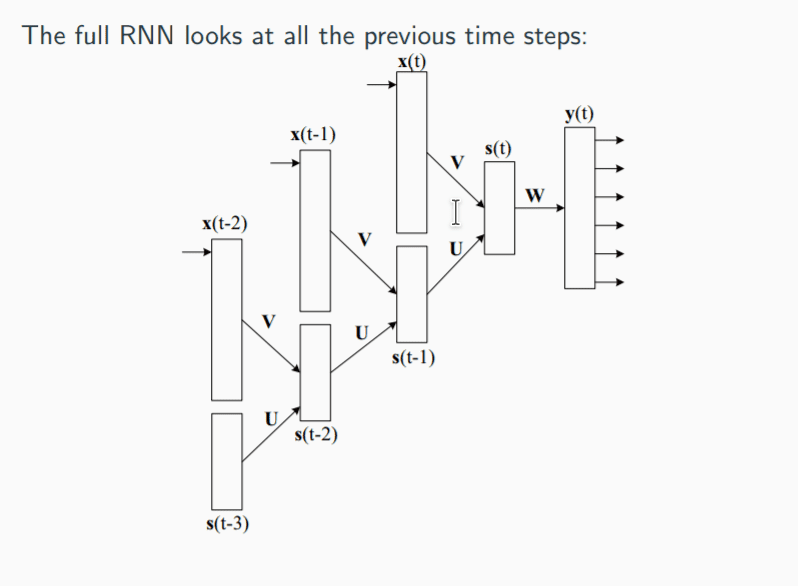 The full RNN looks at all the previous time steps:
x(t)
y(t)
x(t-1)
V
s(t)
W
x(t-2)
V
U
V
U
s(t-1)
U
s(t-2)
s(t-3)